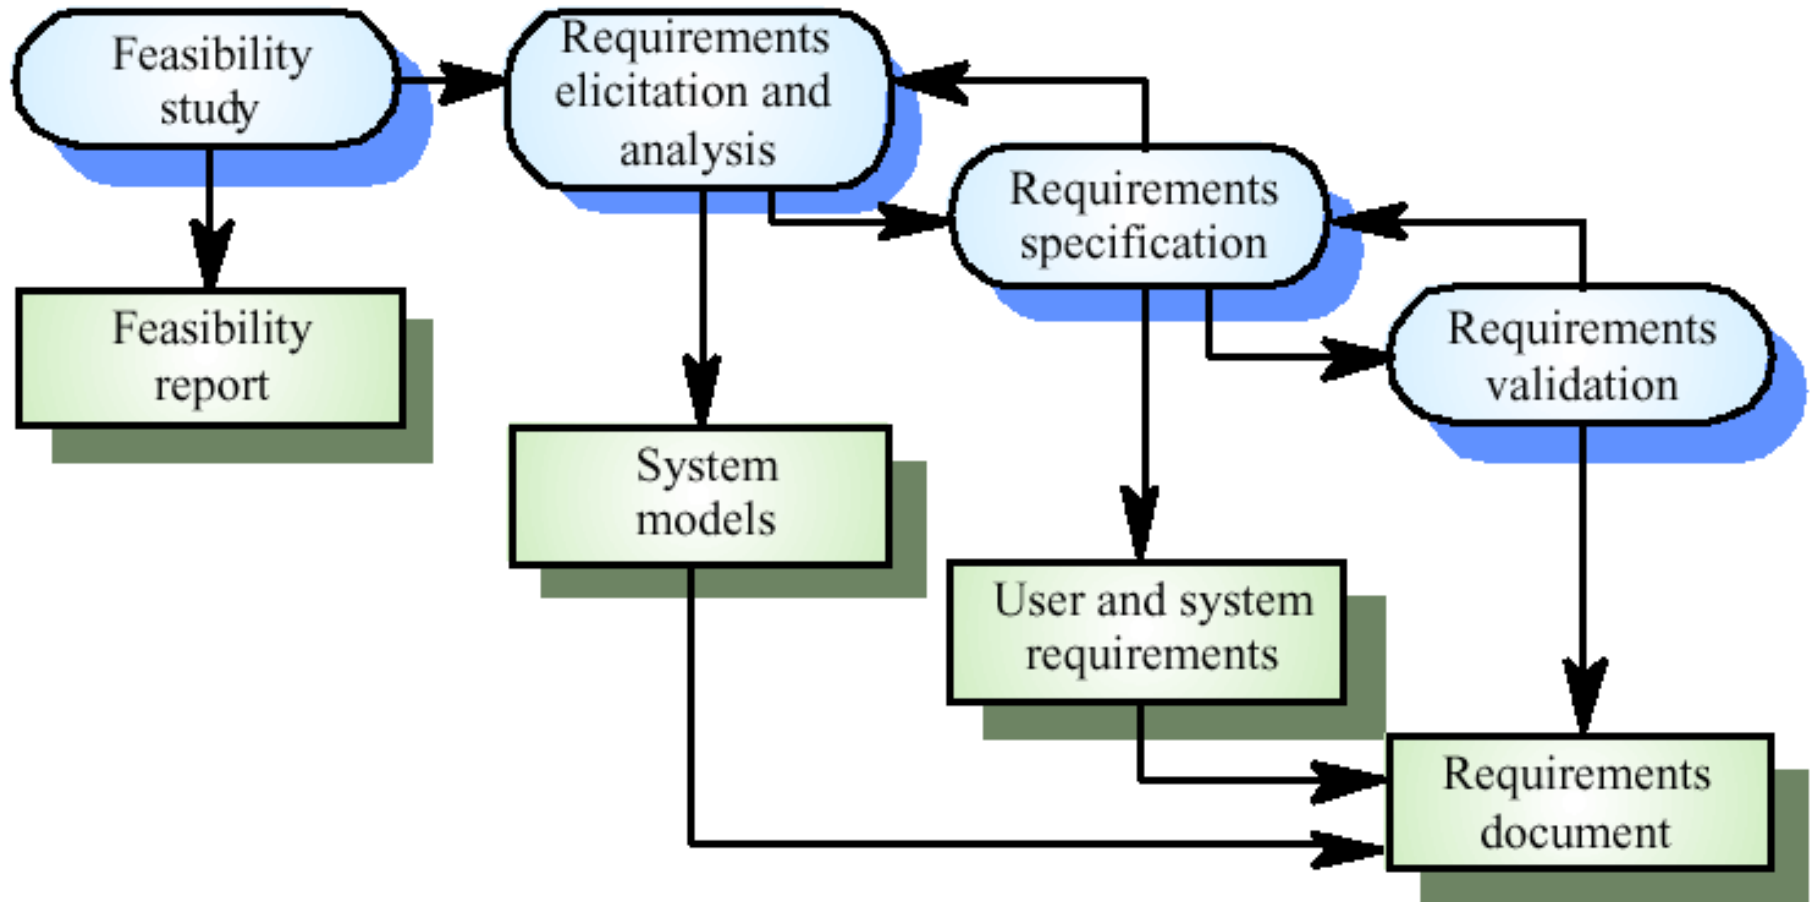 Feasibility
study
Requirements
elicitation and
analysis
Requirements
specification
Requirements
validation
Feasibility
report
System
models
User and system
requirements
Requirements
document